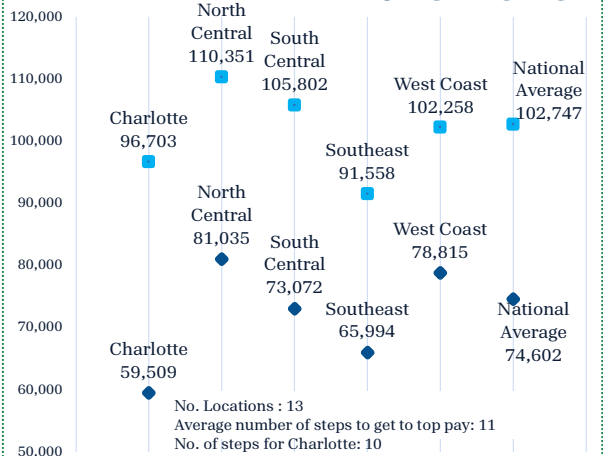 120,000
110,000
100,000
90,000
80,000
70,000
60,000
50,000
North
Central
110,351
South
Central
105,802
West Coast
102,258
National
Average
102,747
Charlotte
96,703
Southeast
91,558
North
Central
81,035
West Coast
78,815
South
Central
73,072
Southeast
65,994
National
Average
74,602
Charlotte
59,509
No. Locations : 13
Average number of steps to get to top pay: 11
No. of steps for Charlotte: 10